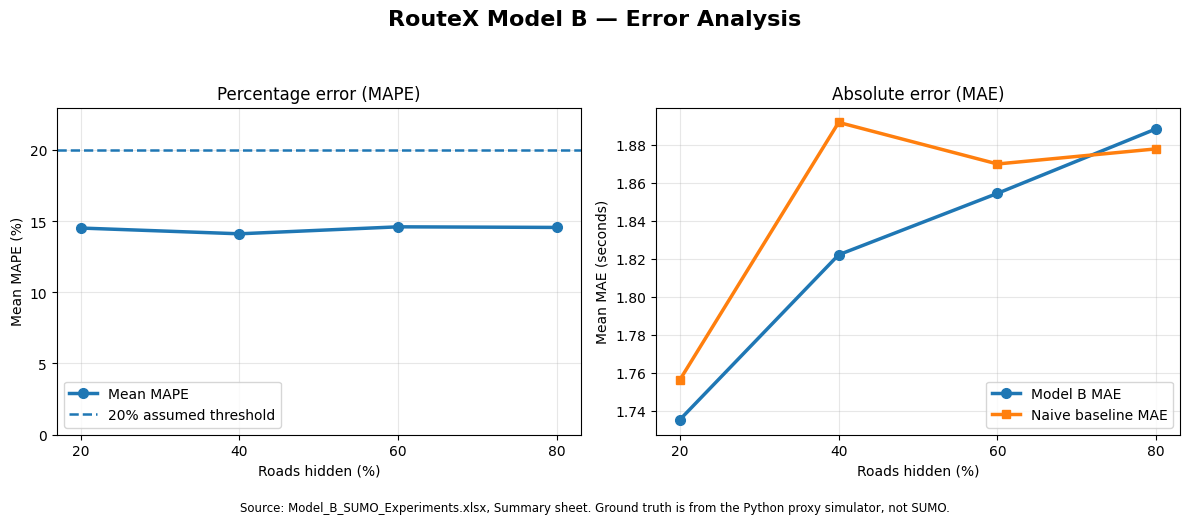 RouteX Model B — Error Analysis
Percentage error (MAPE)
Mean MAPE (%)
20
15
10
5
0
Mean MAPE
20% assumed threshold
20 40 60 80
Roads hidden (%)
Absolute error (MAE)
Mean MAE (seconds)
1.88
1.86
1.84
1.82
1.80
1.78
1.76
1.74
Model B MAE
Naive baseline MAE
20 40 60 80
Roads hidden (%)
Source: Model_B_SUMO_Experiments.xlsx, Summary sheet. Ground truth is from the Python proxy simulator, not SUMO.